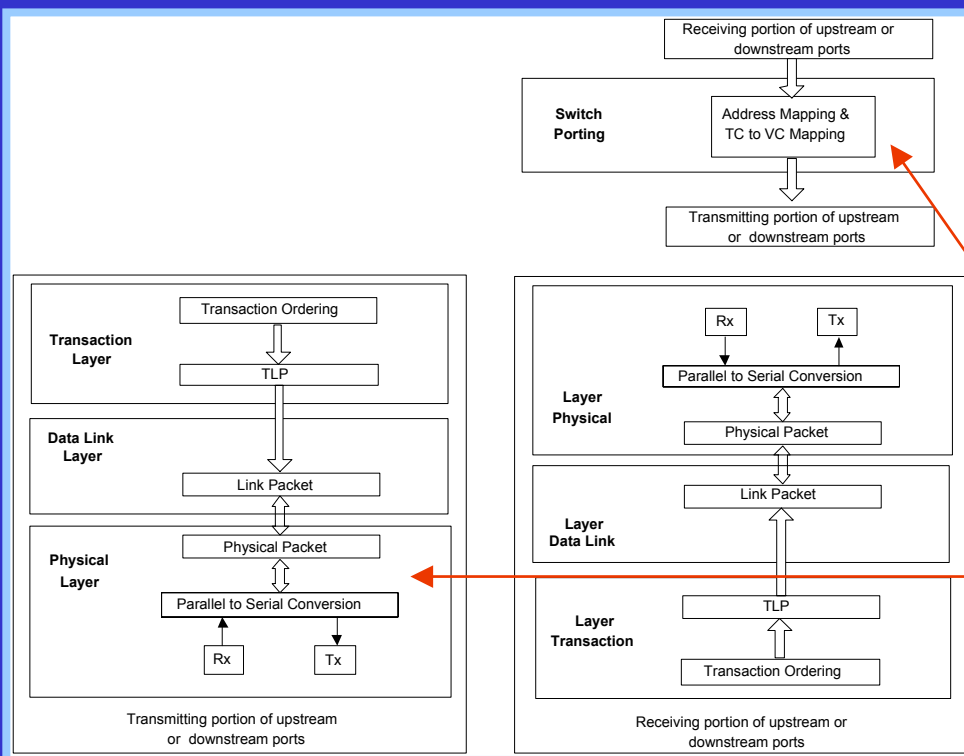 Receiving portion of upstream or
downstream ports
Switch
Porting
Address Mapping &
TC to VC Mapping
Transmitting portion of upstream
or downstream ports
Transaction
Layer
Transaction Ordering
TLP
Data Link
Layer
Link Packet
Physical
Layer
Physical Packet
Parallel to Serial Conversion
Rx
Tx
Transmitting portion of upstream
or downstream ports
Rx
Tx
Parallel to Serial Conversion
Layer
Physical
Physical Packet
Link Packet
Layer
Data Link
TLP
Layer
Transaction
Transaction Ordering
Receiving portion of upstream or
downstream ports